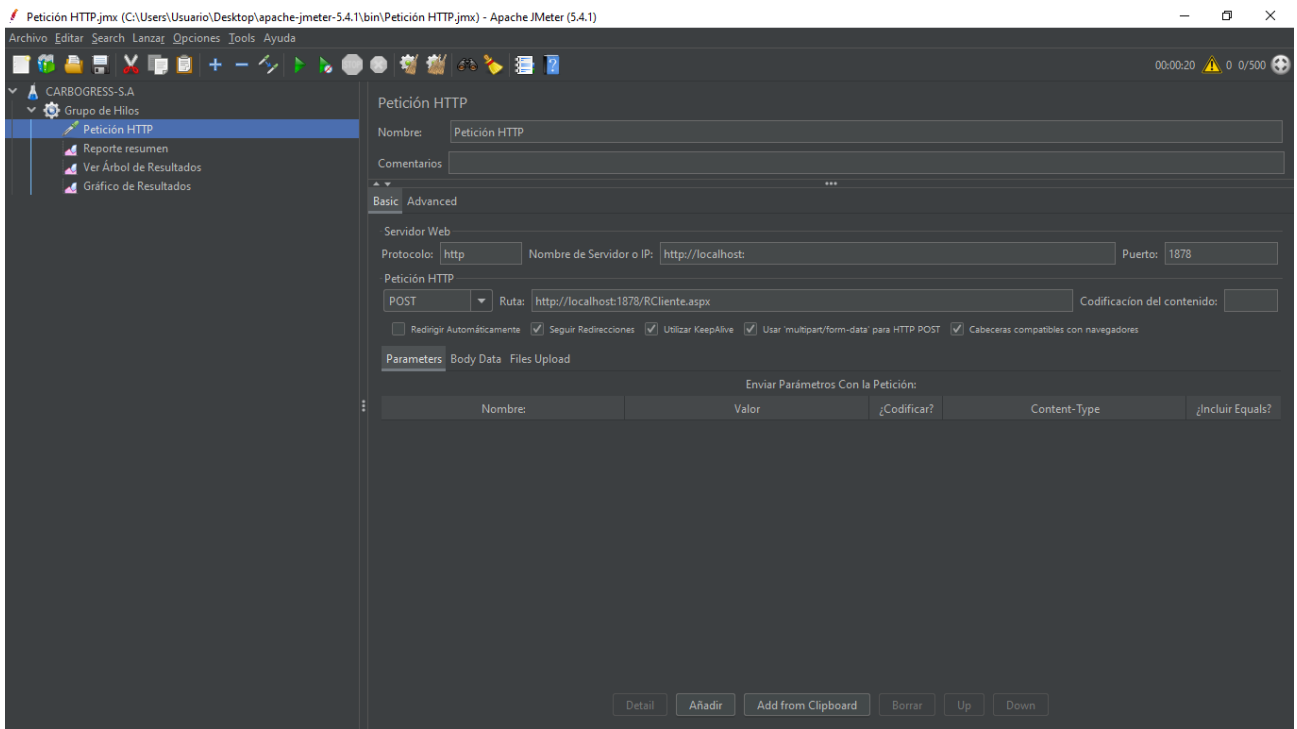 Petición HTTP.jmx (C:\Users\Usuario\Desktop\apache-jmeter-5.4.1\bin\Petición HTTP.jmx) - Apache JMeter (5.4.1)
Archivo Editar Search Lanzar Opciones Tools Ayuda
00:00:20 0 0/500
CARBOGRESS-S.A
Grupo de Hilos
Petición HTTP
Reporte resumen
Ver Árbol de Resultados
Gráfico de Resultados
Petición HTTP
Nombre: Petición HTTP
Comentarios
Basic Advanced
Servidor Web
Protocolo: http Nombre de Servidor o IP: http://localhost: Puerto: 1878
Petición HTTP
POST Ruta: http://localhost:1878/RCliente.aspx Codificacíon del contenido:
Redirigir Automáticamente Seguir Redirecciones Utilizar KeepAlive Usar 'multipart/form-data' para HTTP POST Cabeceras compatibles con navegadores
Parameters Body Data Files Upload
Enviar Parámetros Con la Petición:
Nombre: Valor ¿Codificar? Content-Type ¿Incluir Equals?
Detail Añadir Add from Clipboard Borrar Up Down